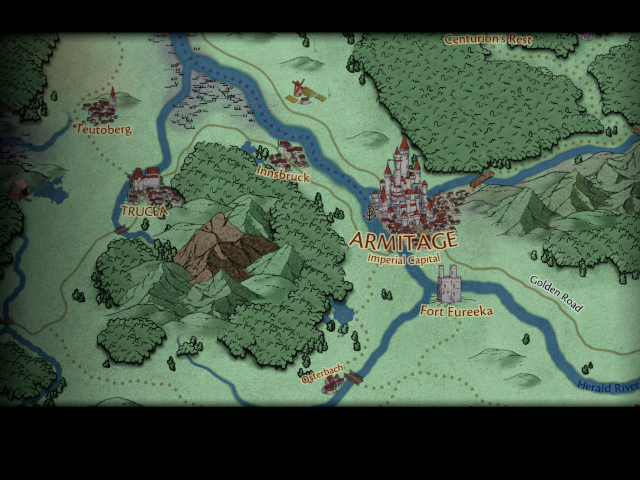 Centurion's Rest
Teutoberg
Innsbruck
TRUCEA
ARMITAGE
Imperial Capital
Golden Road
Fort Eureeka
Osterbach
Herald River